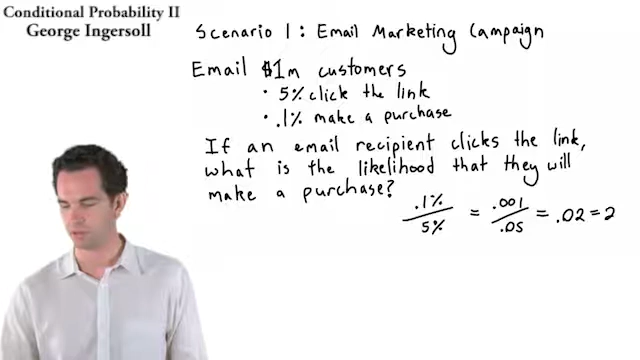 Conditional Probability II
George Ingersoll
Scenario 1: Email Marketing Campaign
Email $1m customers
• 5% click the link
• .1% make a purchase
If an email recipient clicks the link,
what is the likelihood that they will
make a purchase?
.1% / 5% = .001 / .05 = .02 = 2